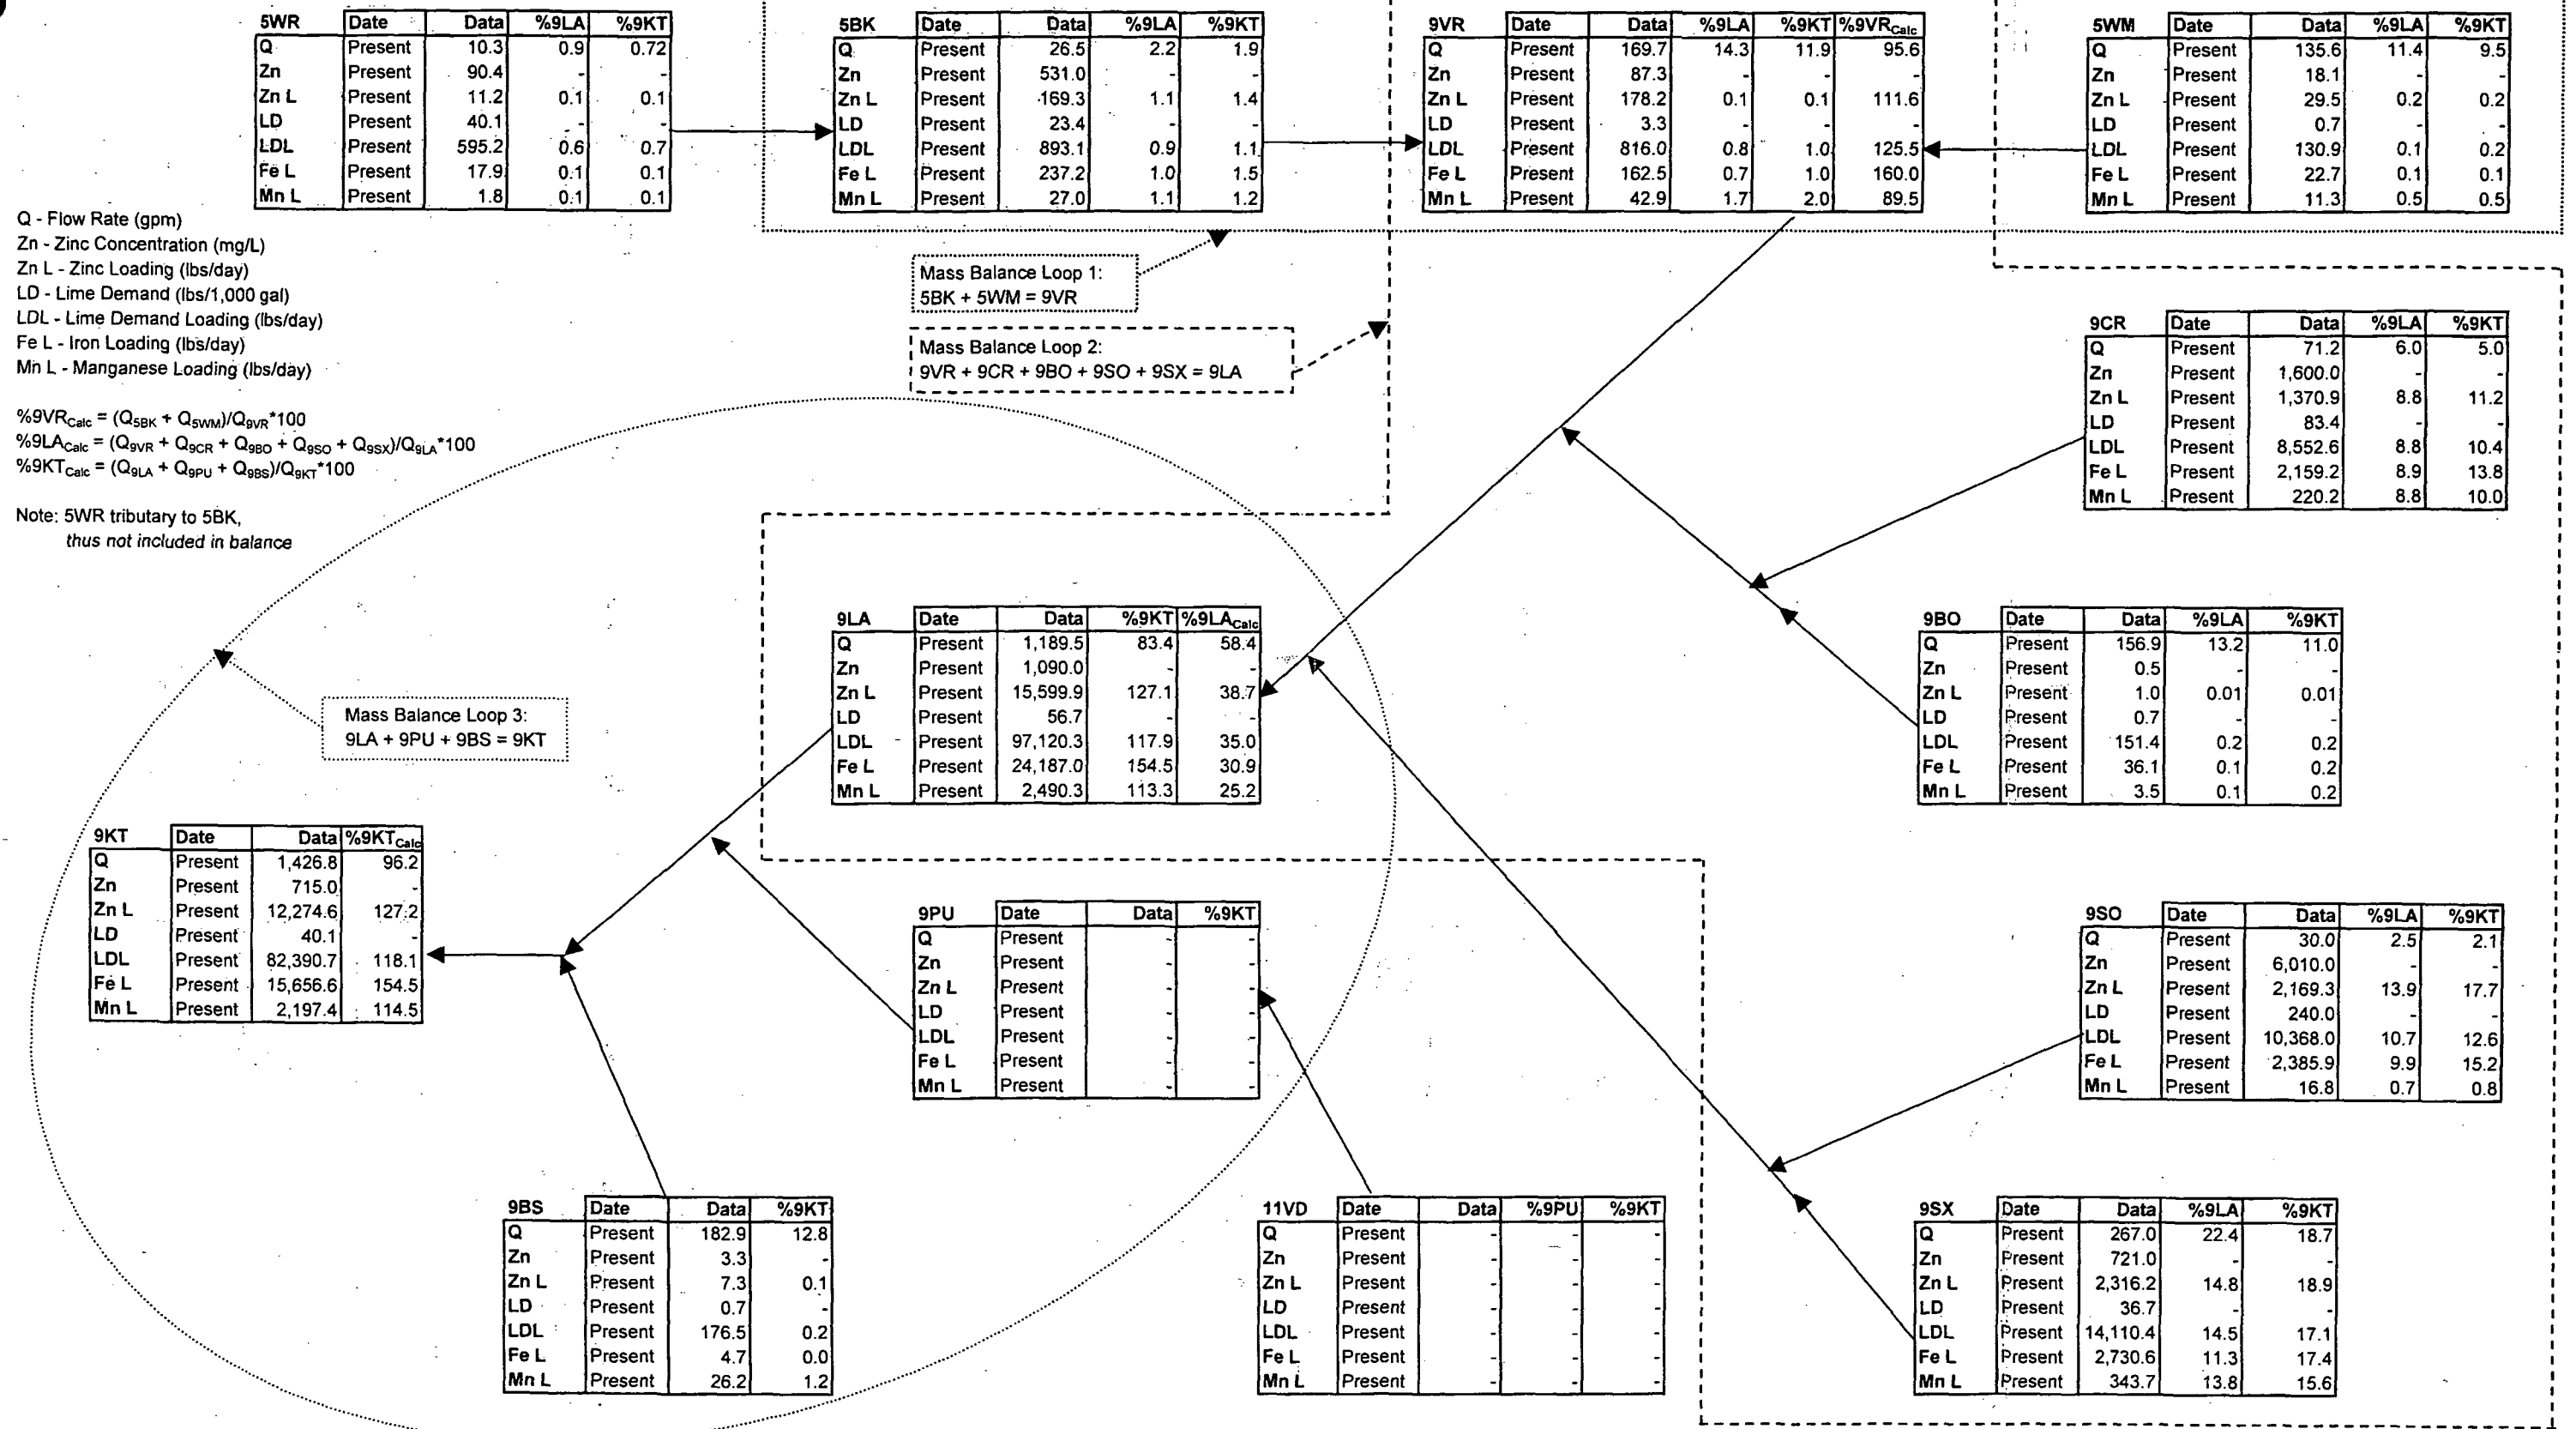 5WR Date Data %9LA %9KT
Q Present 10.3 0.9 0.72
Zn Present 90.4 - -
Zn L Present 11.2 0.1 0.1
LD Present 40.1 - -
LDL Present 595.2 0.6 0.7
Fe L Present 17.9 0.1 0.1
Mn L Present 1.8 0.1 0.1
5BK Date Data %9LA %9KT
Q Present 26.5 2.2 1.9
Zn Present 531.0 - -
Zn L Present 169.3 1.1 1.4
LD Present 23.4 - -
LDL Present 893.1 0.9 1.1
Fe L Present 237.2 1.0 1.5
Mn L Present 27.0 1.1 1.2
9VR Date Data %9LA %9KT %9VRCalc
Q Present 169.7 14.3 11.9 95.6
Zn Present 87.3 - - -
Zn L Present 178.2 0.1 0.1 111.6
LD Present 3.3 - - -
LDL Present 816.0 0.8 1.0 125.5
Fe L Present 162.5 0.7 1.0 160.0
Mn L Present 42.9 1.7 2.0 89.5
5WM Date Data %9LA %9KT
Q Present 135.6 11.4 9.5
Zn Present 18.1 - -
Zn L Present 29.5 0.2 0.2
LD Present 0.7 - -
LDL Present 130.9 0.1 0.2
Fe L Present 22.7 0.1 0.1
Mn L Present 11.3 0.5 0.5
Q - Flow Rate (gpm)
Zn - Zinc Concentration (mg/L)
Zn L - Zinc Loading (lbs/day)
LD - Lime Demand (lbs/1,000 gal)
LDL - Lime Demand Loading (lbs/day)
Fe L - Iron Loading (lbs/day)
Mn L - Manganese Loading (lbs/day)
%9VRCalc = (Q5BK + Q5WM)/Q9VR*100
%9LACalc = (Q9VR + Q9CR + Q9BO + Q9SO + Q9SX)/Q9LA*100
%9KTCalc = (Q9LA + Q9PU + Q9BS)/Q9KT*100
Note: 5WR tributary to 5BK,
thus not included in balance
Mass Balance Loop 1:
5BK + 5WM = 9VR
Mass Balance Loop 2:
9VR + 9CR + 9BO + 9SO + 9SX = 9LA
9CR Date Data %9LA %9KT
Q Present 71.2 6.0 5.0
Zn Present 1,600.0 - -
Zn L Present 1,370.9 8.8 11.2
LD Present 83.4 - -
LDL Present 8,552.6 8.8 10.4
Fe L Present 2,159.2 8.9 13.8
Mn L Present 220.2 8.8 10.0
9LA Date Data %9KT %9LACalc
Q Present 1,189.5 83.4 58.4
Zn Present 1,090.0 - -
Zn L Present 15,599.9 127.1 38.7
LD Present 56.7 - -
LDL Present 97,120.3 117.9 35.0
Fe L Present 24,187.0 154.5 30.9
Mn L Present 2,490.3 113.3 25.2
9BO Date Data %9LA %9KT
Q Present 156.9 13.2 11.0
Zn Present 0.5 - -
Zn L Present 1.0 0.01 0.01
LD Present 0.7 - -
LDL Present 151.4 0.2 0.2
Fe L Present 36.1 0.1 0.2
Mn L Present 3.5 0.1 0.2
Mass Balance Loop 3:
9LA + 9PU + 9BS = 9KT
9KT Date Data %9KTCalc
Q Present 1,426.8 96.2
Zn Present 715.0 -
Zn L Present 12,274.6 127.2
LD Present 40.1 -
LDL Present 82,390.7 118.1
Fe L Present 15,656.6 154.5
Mn L Present 2,197.4 114.5
9PU Date Data %9KT
Q Present - -
Zn Present - -
Zn L Present - -
LD Present - -
LDL Present - -
Fe L Present - -
Mn L Present - -
9SO Date Data %9LA %9KT
Q Present 30.0 2.5 2.1
Zn Present 6,010.0 - -
Zn L Present 2,169.3 13.9 17.7
LD Present 240.0 - -
LDL Present 10,368.0 10.7 12.6
Fe L Present 2,385.9 9.9 15.2
Mn L Present 16.8 0.7 0.8
9BS Date Data %9KT
Q Present 182.9 12.8
Zn Present 3.3 -
Zn L Present 7.3 0.1
LD Present 0.7 -
LDL Present 176.5 0.2
Fe L Present 4.7 0.0
Mn L Present 26.2 1.2
11VD Date Data %9PU %9KT
Q Present - - -
Zn Present - - -
Zn L Present - - -
LD Present - - -
LDL Present - - -
Fe L Present - - -
Mn L Present - - -
9SX Date Data %9LA %9KT
Q Present 267.0 22.4 18.7
Zn Present 721.0 - -
Zn L Present 2,316.2 14.8 18.9
LD Present 36.7 - -
LDL Present 14,110.4 14.5 17.1
Fe L Present 2,730.6 11.3 17.4
Mn L Present 343.7 13.8 15.6